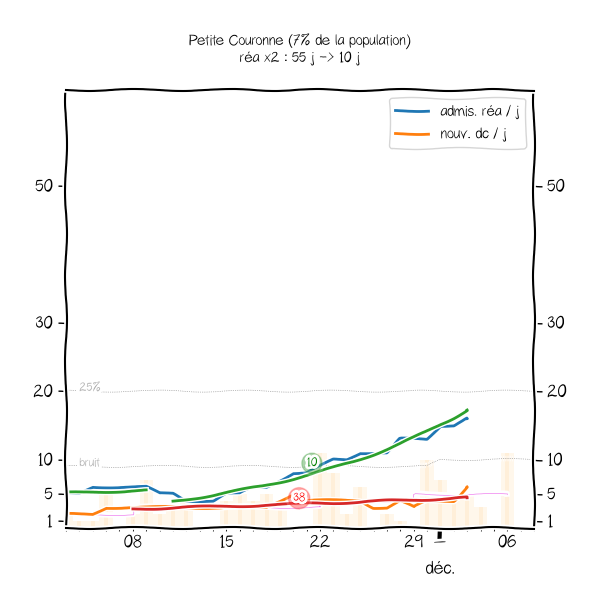 Petite Couronne (7% de la population)
réa x2 : 55 j -> 10 j
admis. réa / j
nouv. dc / j
50 50
30 30
25%
20 20
bruit
10 10 10
5 38 5
1 1
08 15 22 29 06
déc.